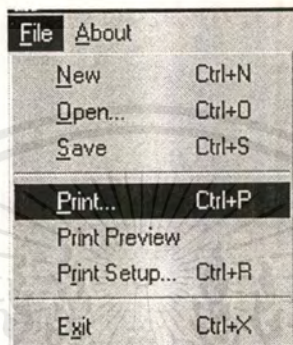 File About
New Ctrl+N
Open... Ctrl+O
Save Ctrl+S
Print... Ctrl+P
Print Preview
Print Setup... Ctrl+R
Exit Ctrl+X